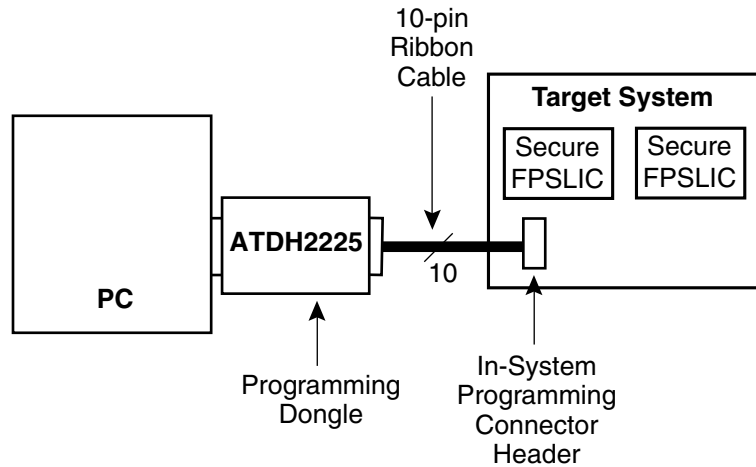 10-pin
Ribbon
Cable
Target System
Secure
FPSLIC
Secure
FPSLIC
ATDH2225
10
PC
Programming
Dongle
In-System
Programming
Connector
Header